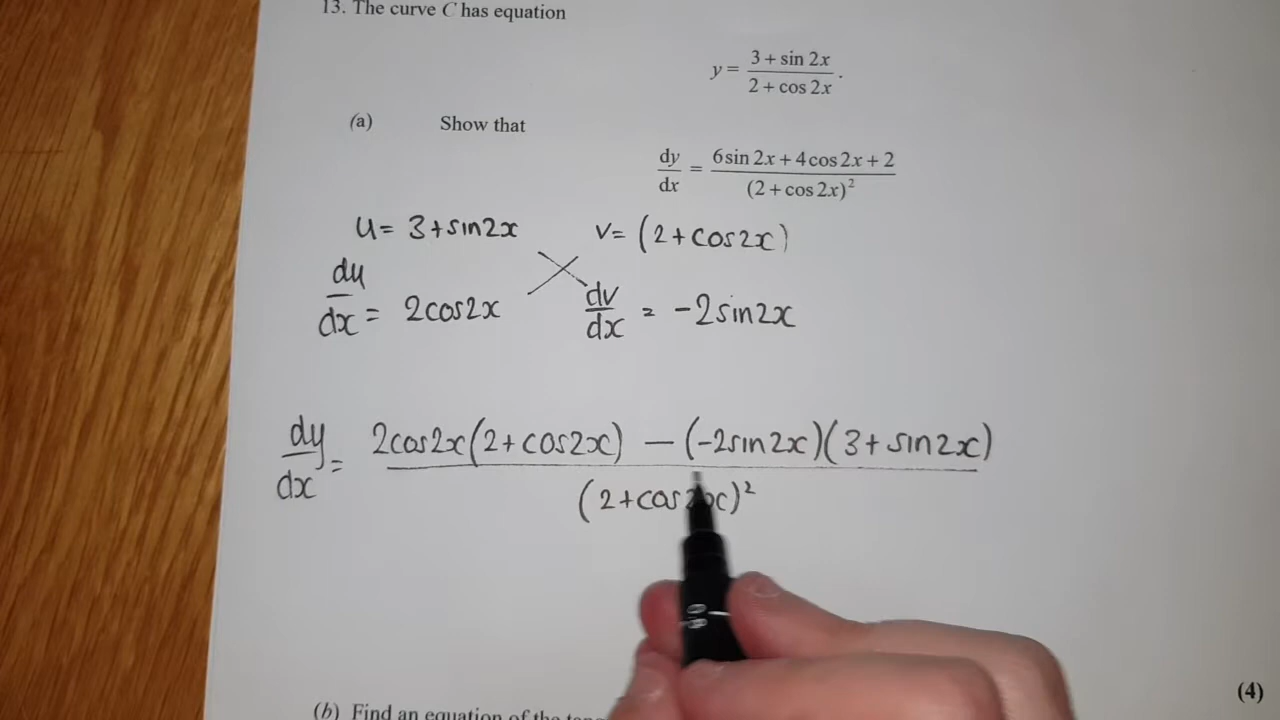 13. The curve C has equation
y = (3 + sin 2x)/(2 + cos 2x).
(a) Show that
dy/dx = (6 sin 2x + 4 cos 2x + 2)/(2 + cos 2x)²
u = 3 + sin2x v = (2 + cos2x)
du/dx = 2cos2x dv/dx = -2sin2x
dy/dx = (2cos2x(2 + cos2x) - (-2sin2x)(3 + sin2x))/(2 + cos2x)²
(4)
(b) Find an equation of the